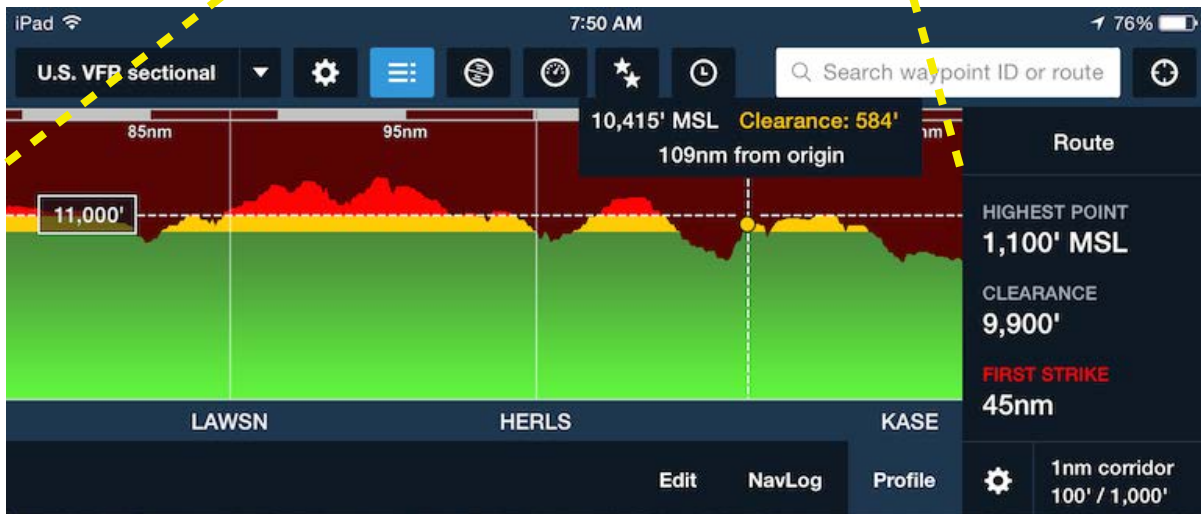 iPad 7:50 AM 76%
U.S. VFR sectional Search waypoint ID or route
85nm 95nm nm
10,415' MSL Clearance: 584'
109nm from origin
Route
11,000'
HIGHEST POINT
1,100' MSL
CLEARANCE
9,900'
FIRST STRIKE
45nm
LAWSN HERLS KASE
Edit NavLog Profile
1nm corridor
100' / 1,000'